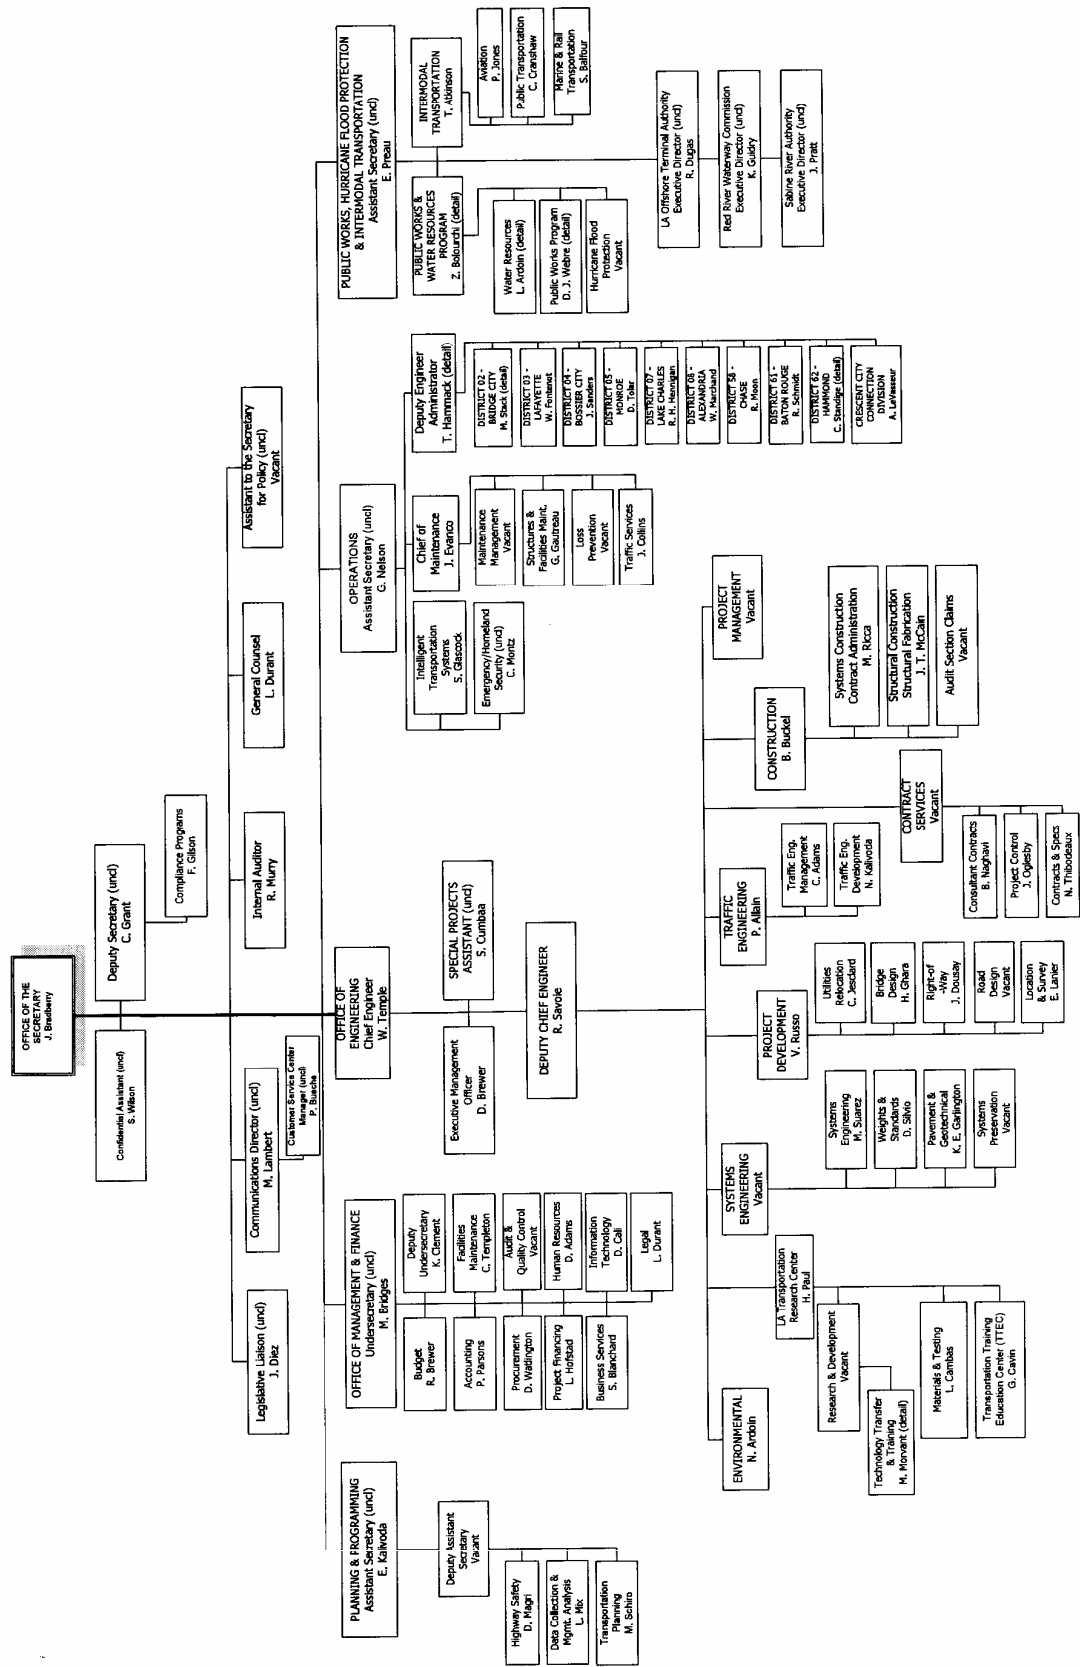 OFFICE OF THE
SECRETARY
J. Bradberry
Confidential Assistant (uncl)
S. Wilson
Deputy Secretary (uncl)
C. Grant
Compliance Programs
F. Gilson
Legislative Liaison (uncl)
J. Diez
Communications Director (uncl)
M. Lambert
Customer Service Center
Manager (uncl)
P. Bueche
Internal Auditor
R. Murry
General Counsel
L. Durant
Assistant to the Secretary
for Policy (uncl)
Vacant
PLANNING & PROGRAMMING
Assistant Secretary (uncl)
E. Kalivoda
Deputy Assistant
Secretary
Vacant
Highway Safety
D. Magri
Data Collection &
Mgmt. Analysis
L. Mix
Transportation
Planning
M. Schiro
OFFICE OF MANAGEMENT & FINANCE
Undersecretary (uncl)
M. Bridges
Budget
R. Brewer
Deputy
Undersecretary
K. Clement
Accounting
P. Parsons
Facilities
Maintenance
C. Templeton
Procurement
D. Watlington
Audit &
Quality Control
Vacant
Project Financing
L. Hofstad
Human Resources
D. Adams
Business Services
S. Blanchard
Information
Technology
D. Cali
Legal
L. Durant
OFFICE OF
ENGINEERING
Chief Engineer
W. Temple
Executive Management
Officer
D. Brewer
SPECIAL PROJECTS
ASSISTANT (uncl)
S. Cumbaa
DEPUTY CHIEF ENGINEER
R. Savoie
OPERATIONS
Assistant Secretary (uncl)
G. Nelson
Intelligent
Transportation
Systems
S. Glascock
Emergency/Homeland
Security (uncl)
C. Montz
Chief of
Maintenance
J. Evanco
Maintenance
Management
Vacant
Structures &
Facilities Maint.
G. Gautreau
Loss
Prevention
Vacant
Traffic Services
J. Collins
Deputy Engineer
Administrator
T. Hammack (detail)
DISTRICT 02 -
BRIDGE CITY
M. Stack (detail)
DISTRICT 03 -
LAFAYETTE
W. Fontenot
DISTRICT 04 -
BOSSIER CITY
J. Sanders
DISTRICT 05 -
MONROE
D. Tolar
DISTRICT 07 -
LAKE CHARLES
R. H. Hennigan
DISTRICT 08 -
ALEXANDRIA
W. Marchand
DISTRICT 58 -
CHASE
R. Moon
DISTRICT 61 -
BATON ROUGE
R. Schmidt
DISTRICT 62 -
HAMMOND
C. Standige (detail)
CRESCENT CITY
CONNECTION
DIVISION
A. LeVasseur
PUBLIC WORKS, HURRICANE FLOOD PROTECTION
& INTERMODAL TRANSPORTATION
Assistant Secretary (uncl)
E. Preau
PUBLIC WORKS &
WATER RESOURCES
PROGRAM
Z. Bolourchi (detail)
Water Resources
L. Ardoin (detail)
Public Works Program
D. J. Webre (detail)
Hurricane Flood
Protection
Vacant
INTERMODAL
TRANSPORTATION
T. Atkinson
Aviation
P. Jones
Public Transportation
C. Cranshaw
Marine & Rail
Transportation
S. Balfour
LA Offshore Terminal Authority
Executive Director (uncl)
R. Dugas
Red River Waterway Commission
Executive Director (uncl)
K. Guidry
Sabine River Authority
Executive Director (uncl)
J. Pratt
ENVIRONMENTAL
N. Ardoin
LA Transportation
Research Center
H. Paul
Research & Development
Vacant
Technology Transfer
& Training
M. Morvant (detail)
Materials & Testing
L. Cambas
Transportation Training
Education Center (TTEC)
G. Gavin
SYSTEMS
ENGINEERING
Vacant
Systems
Engineering
M. Suarez
Weights &
Standards
D. Silvio
Pavement &
Geotechnical
K. E. Garlington
Systems
Preservation
Vacant
PROJECT
DEVELOPMENT
V. Russo
Utilities
Relocation
C. Jesclard
Bridge
Design
H. Ghara
Right-of
-Way
J. Dousay
Road
Design
Vacant
Location
& Survey
E. Lanier
TRAFFIC
ENGINEERING
P. Allain
Traffic Eng.
Management
C. Adams
Traffic Eng.
Development
N. Kalivoda
CONTRACT
SERVICES
Vacant
Consultant Contracts
B. Naghavi
Project Control
J. Oglesby
Contracts & Specs
N. Thibodeaux
CONSTRUCTION
B. Buckel
Systems Construction
Contract Administration
M. Ricca
Structural Construction
Structural Fabrication
J. T. McCain
Audit Section Claims
Vacant
PROJECT
MANAGEMENT
Vacant